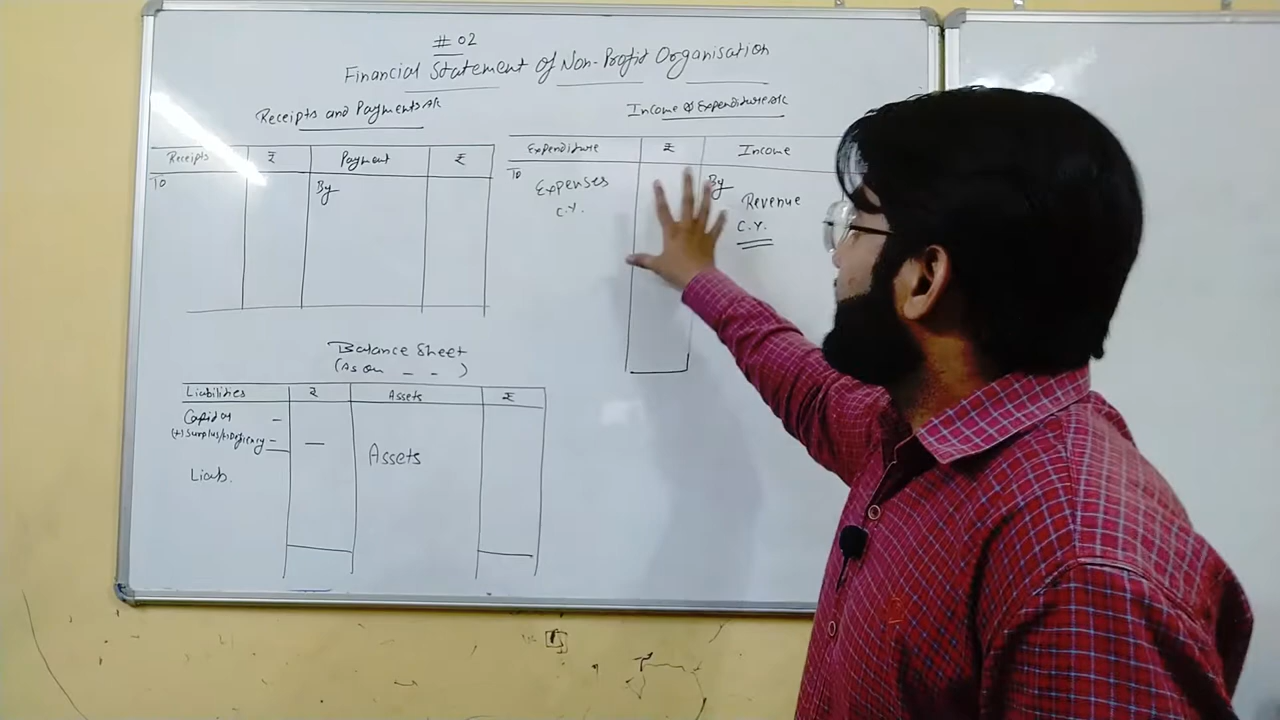 # 02
Financial Statement of Non-Profit Organisation
Receipts and Payments A/c
Receipts ₹ Payment ₹
To By
Income & Expenditure A/c
Expenditure ₹ Income
To By
Expenses Revenue
C.Y. C.Y.
Balance Sheet
(As on _ _ )
Liabilities ₹ Assets ₹
Capital -
(+) Surplus/(-) Deficiency - —
Assets
Liab.